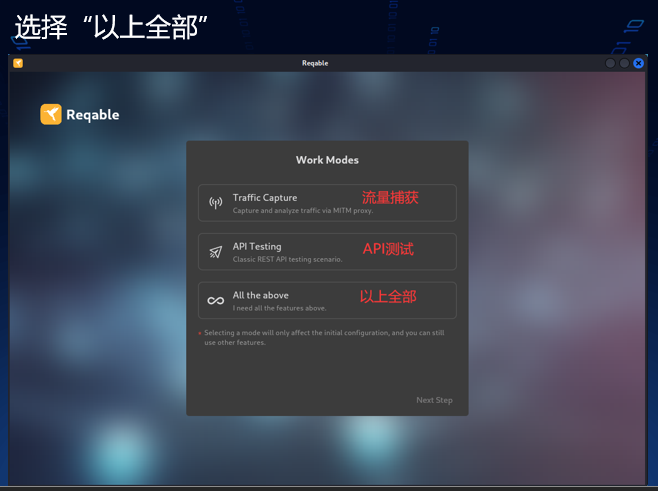 选择“以上全部”
Reqable
Reqable
Work Modes
Traffic Capture 流量捕获
Capture and analyze traffic via MITM proxy.
API Testing API测试
Classic REST API testing scenario.
All the above 以上全部
I need all the features above.
* Selecting a mode will only affect the initial configuration, and you can still
use other features.
Next Step